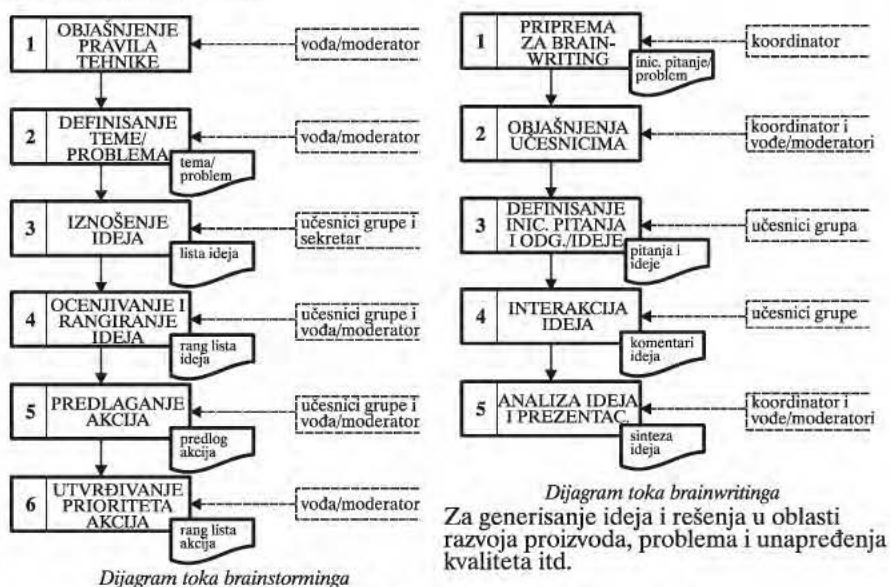 1
OBJAŠNJENJE
PRAVILA
TEHNIKE
vođa/moderator
2
DEFINISANJE
TEME/
PROBLEMA
tema/
problem
vođa/moderator
3
IZNOŠENJE
IDEJA
lista ideja
učesnici grupe i
sekretar
4
OCENJIVANJE I
RANGIRANJE
IDEJA
rang lista
ideja
učesnici grupe i
vođa/moderator
5
PREDLAGANJE
AKCIJA
predlog
akcija
učesnici grupe i
vođa/moderator
6
UTVRĐIVANJE
PRIORITETA
AKCIJA
rang lista
akcija
vođa/moderator
Dijagram toka brainstorminga
1
PRIPREMA
ZA BRAIN-
WRITING
inic. pitanje/
problem
koordinator
2
OBJAŠNJENJA
UČESNICIMA
koordinator i
vođe/moderatori
3
DEFINISANJE
INIC. PITANJA
I ODG./IDEJE
pitanja i
ideje
učesnici grupa
4
INTERAKCIJA
IDEJA
komentari
ideja
učesnici grupe
5
ANALIZA IDEJA
I PREZENTAC.
sinteza
ideja
koordinator i
vođe/moderatori
Dijagram toka brainwritinga
Za generisanje ideja i rešenja u oblasti
razvoja proizvoda, problema i unapređenja
kvaliteta itd.